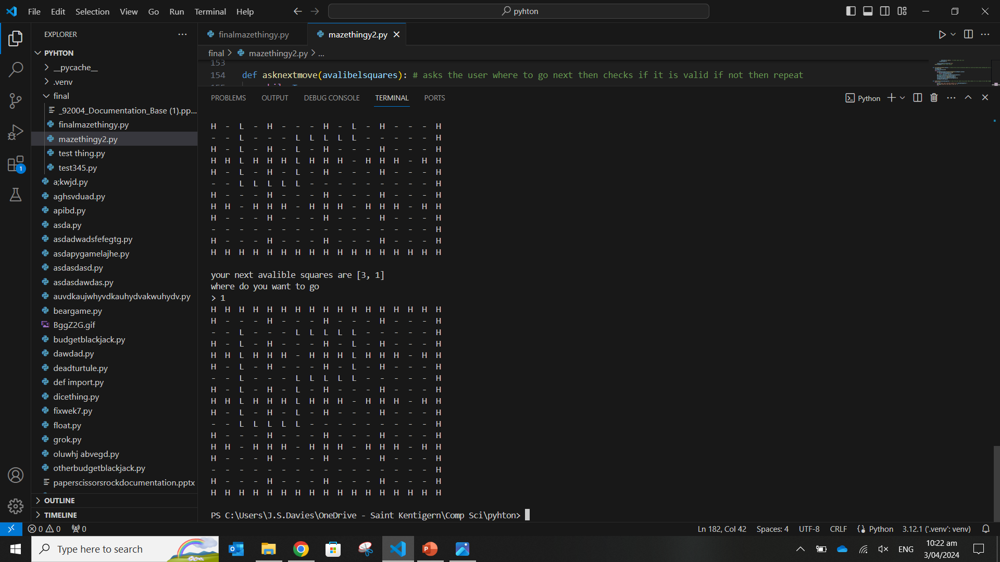 File Edit Selection View Go Run Terminal Help
pyhton
EXPLORER
PYHTON
__pycache__
.venv
final
_92004_Documentation_Base (1).pp...
finalmazethingy.py
mazethingy2.py
test thing.py
test345.py
a;kwjd.py
aghsvduad.py
apibd.py
asda.py
asdadwadsfefegtg.py
asdapygamelajhe.py
asdasdasd.py
asdasdawdas.py
auvdkaujwhyvdkauhydvakwuhydv.py
beargame.py
BggZ2G.gif
budgetblackjack.py
dawdad.py
deadturtule.py
def import.py
dicething.py
fixwek7.py
float.py
grok.py
oluwhj abvegd.py
otherbudgetblackjack.py
paperscissorsrockdocumentation.pptx
OUTLINE
TIMELINE
1
finalmazethingy.py mazethingy2.py
final > mazethingy2.py > ...
153
154 def asknextmove(avalibelsquares): # asks the user where to go next then checks if it is valid if not then repeat
PROBLEMS OUTPUT DEBUG CONSOLE TERMINAL PORTS
Python
H - L - H - - - H - L - H - - - H
- - L - - - L L L L L - - - - - H
H - L - H - L - H - - - H - - - H
H H L H H H L H H H - H H H - H H
H - L - H - L - H - - - H - - - H
- - L L L L L - - - - - - - - - H
H - - - H - - - H - - - H - - - H
H H - H H H - H H H - H H H - H H
H - - - H - - - H - - - H - - - H
- - - - - - - - - - - - - - - - H
H - - - H - - - H - - - H - - - H
H H H H H H H H H H H H H H H H H
your next avalible squares are [3, 1]
where do you want to go
> 1
H H H H H H H H H H H H H H H H H
H - - - H - - - H - - - H - - - H
- - L - - - L L L L L - - - - - H
H - L - H - - - H - L - H - - - H
H H L H H H - H H H L H H H - H H
H - L - H - - - H - L - H - - - H
- - L - - - L L L L L - - - - - H
H - L - H - L - H - - - H - - - H
H H L H H H L H H H - H H H - H H
H - L - H - L - H - - - H - - - H
- - L L L L L - - - - - - - - - H
H - - - H - - - H - - - H - - - H
H H - H H H - H H H - H H H - H H
H - - - H - - - H - - - H - - - H
- - - - - - - - - - - - - - - - H
H - - - H - - - H - - - H - - - H
H H H H H H H H H H H H H H H H H
PS C:\Users\J.S.Davies\OneDrive - Saint Kentigern\Comp Sci\pyhton>
0 0 0 Ln 182, Col 42 Spaces: 4 UTF-8 CRLF Python 3.12.1 ('.venv': venv)
Type here to search
ENG
10:22 am
3/04/2024